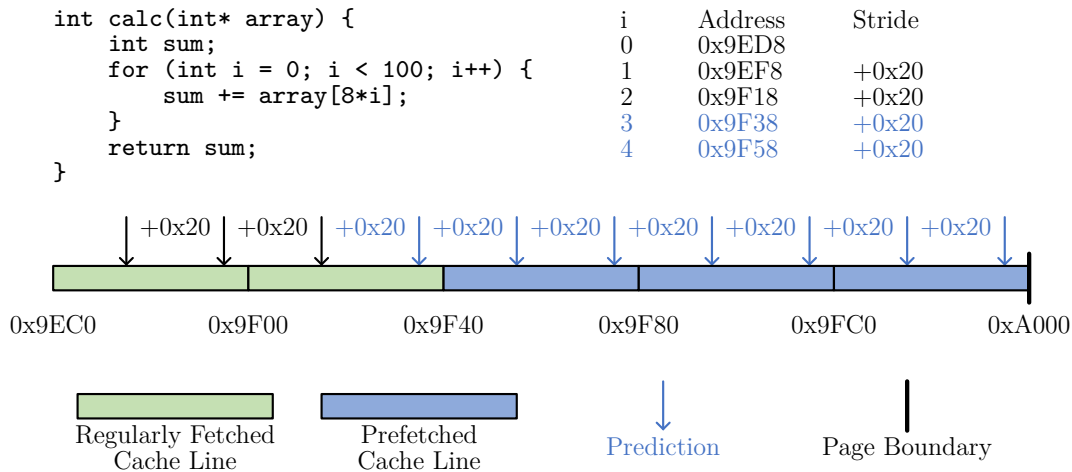 int calc(int* array) {
    int sum;
    for (int i = 0; i < 100; i++) {
        sum += array[8*i];
    }
    return sum;
}
i Address Stride
0 0x9ED8
1 0x9EF8 +0x20
2 0x9F18 +0x20
3 0x9F38 +0x20
4 0x9F58 +0x20
+0x20 +0x20 +0x20 +0x20 +0x20 +0x20 +0x20 +0x20 +0x20
0x9EC0 0x9F00 0x9F40 0x9F80 0x9FC0 0xA000
Regularly Fetched
Cache Line
Prefetched
Cache Line
Prediction
Page Boundary